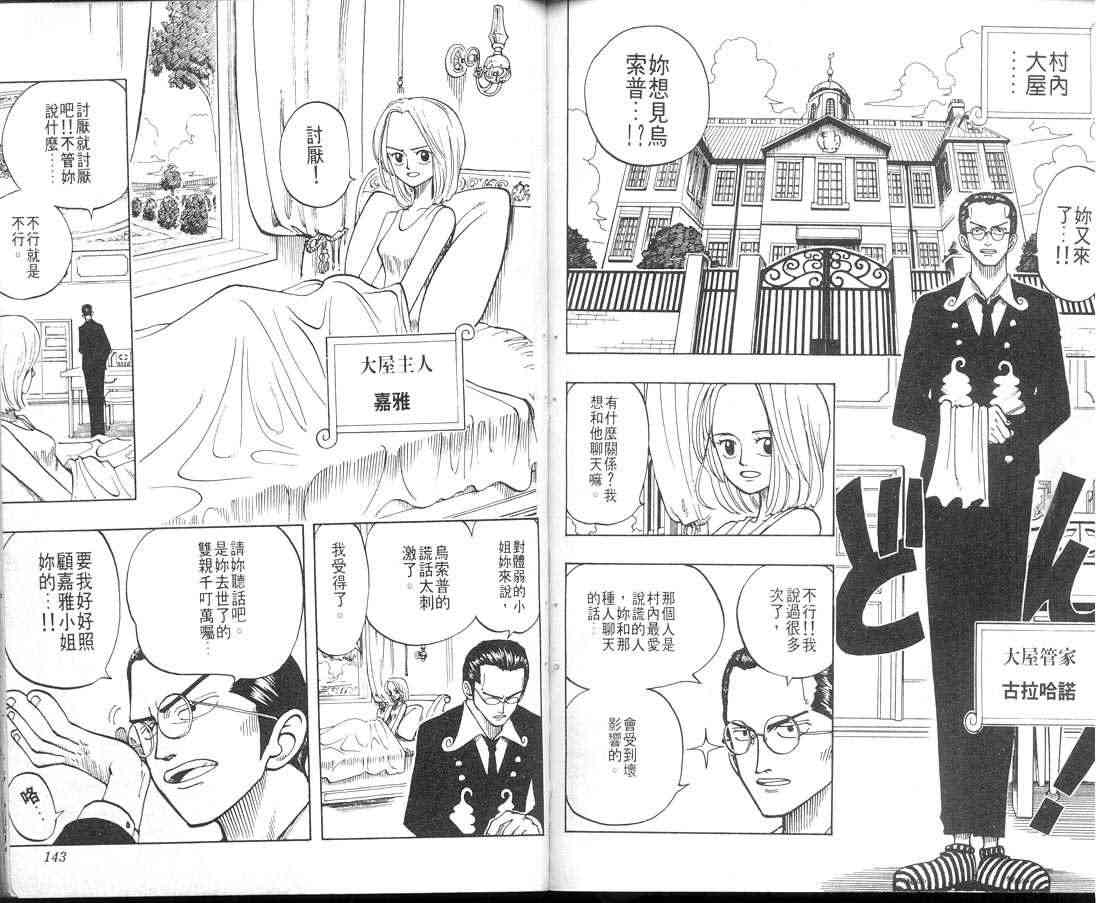 村內
大屋
……
妳想見烏
索普…!?
妳又來
了…!!
有什麼關係？我
想和他聊天嘛。
大屋管家
古拉哈諾
どん！
不行!!我
說過很多
次了，
那個人是
村內最愛
說謊的人
，妳和那
種人聊天
的話…
會受到壞
影響的。
討厭！
大屋主人
嘉雅
討厭就討厭
吧!!不管妳
說什麼……
不行就是
不行。
對體弱的小
姐妳來說，
烏索普的
謊話太刺
激了。
我受得了。
請妳聽話吧。
是妳去世了的
雙親千叮萬囑…
要我好好照
顧嘉雅小姐
妳的…!!
咯…
143